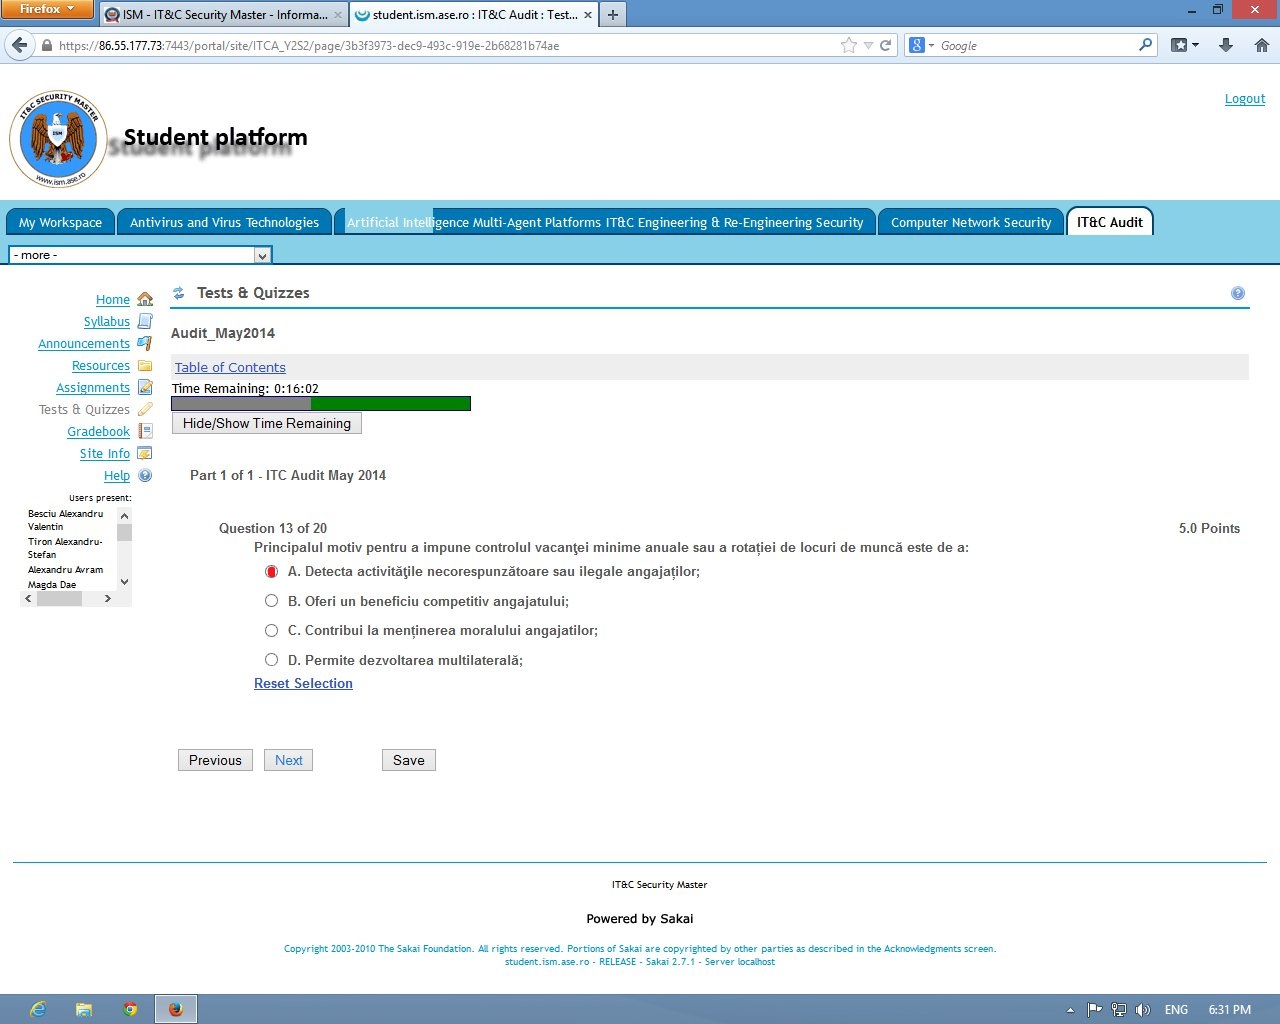 Firefox
ISM - IT&C Security Master - Informa...
student.ism.ase.ro : IT&C Audit : Test...
https://86.55.177.73:7443/portal/site/ITCA_Y2S2/page/3b3f3973-dec9-493c-919e-2b68281b74ae
Google
Logout
IT&C SECURITY MASTER
ISM
www.ism.ase.ro
Student platform
My Workspace
Antivirus and Virus Technologies
Artificial Intelligence Multi-Agent Platforms IT&C Engineering & Re-Engineering Security
Computer Network Security
IT&C Audit
- more -
Home
Syllabus
Announcements
Resources
Assignments
Tests & Quizzes
Gradebook
Site Info
Help
Users present:
Besciu Alexandru
Valentin
Tiron Alexandru-
Stefan
Alexandru Avram
Magda Dae
Tests & Quizzes
Audit_May2014
Table of Contents
Time Remaining: 0:16:02
Hide/Show Time Remaining
Part 1 of 1 - ITC Audit May 2014
Question 13 of 20
5.0 Points
Principalul motiv pentru a impune controlul vacanţei minime anuale sau a rotației de locuri de muncă este de a:
A. Detecta activităţile necorespunzătoare sau ilegale angajaților;
B. Oferi un beneficiu competitiv angajatului;
C. Contribui la menținerea moralului angajatilor;
D. Permite dezvoltarea multilaterală;
Reset Selection
Previous
Next
Save
IT&C Security Master
Powered by Sakai
Copyright 2003-2010 The Sakai Foundation. All rights reserved. Portions of Sakai are copyrighted by other parties as described in the Acknowledgments screen.
student.ism.ase.ro - RELEASE - Sakai 2.7.1 - Server localhost
ENG
6:31 PM